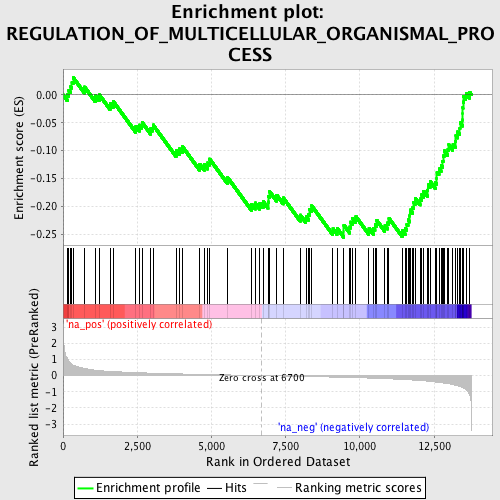 Enrichment plot:
REGULATION_OF_MULTICELLULAR_ORGANISMAL_PRO
CESS
Enrichment score (ES)
0.00
-0.05
-0.10
-0.15
-0.20
-0.25
'na_pos' (positively correlated)
Ranked list metric (PreRanked)
3
2
1
0
-1
-2
-3
Zero cross at 6700
'na_neg' (negatively correlated)
0
2,500
5,000
7,500
10,000
12,500
Rank in Ordered Dataset
Enrichment profile
Hits
Ranking metric scores